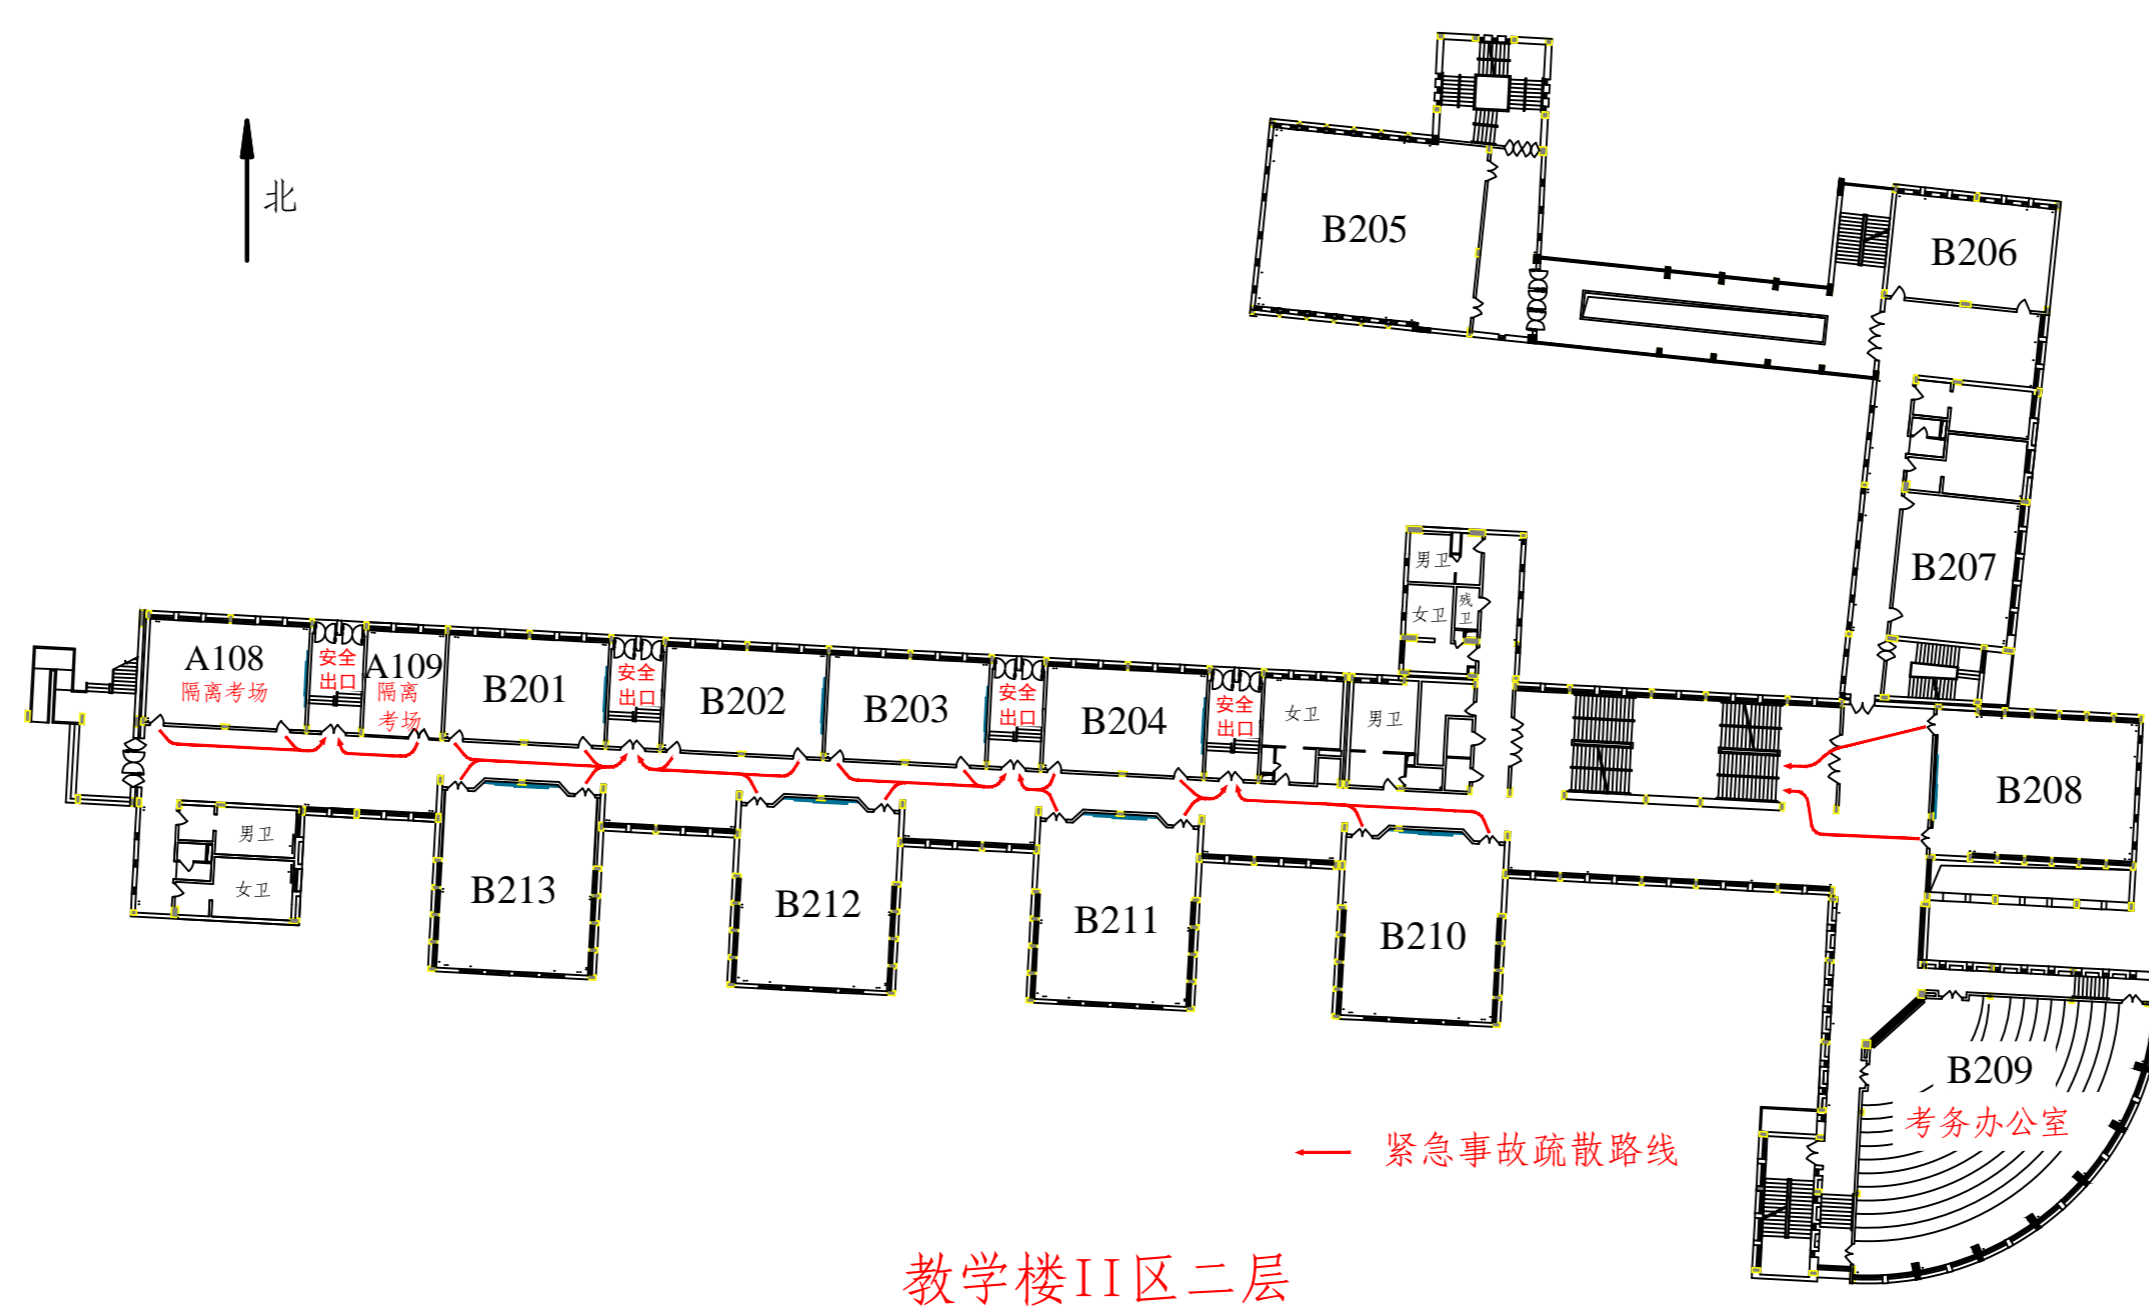 北
B205
B206
B207
男卫
女卫
残
卫
A108
隔离考场
安全
出口
A109
隔离
考场
B201
安全
出口
B202
B203
安全
出口
B204
安全
出口
女卫
男卫
B208
男卫
女卫
B213
B212
B211
B210
B209
考务办公室
紧急事故疏散路线
教学楼II区二层